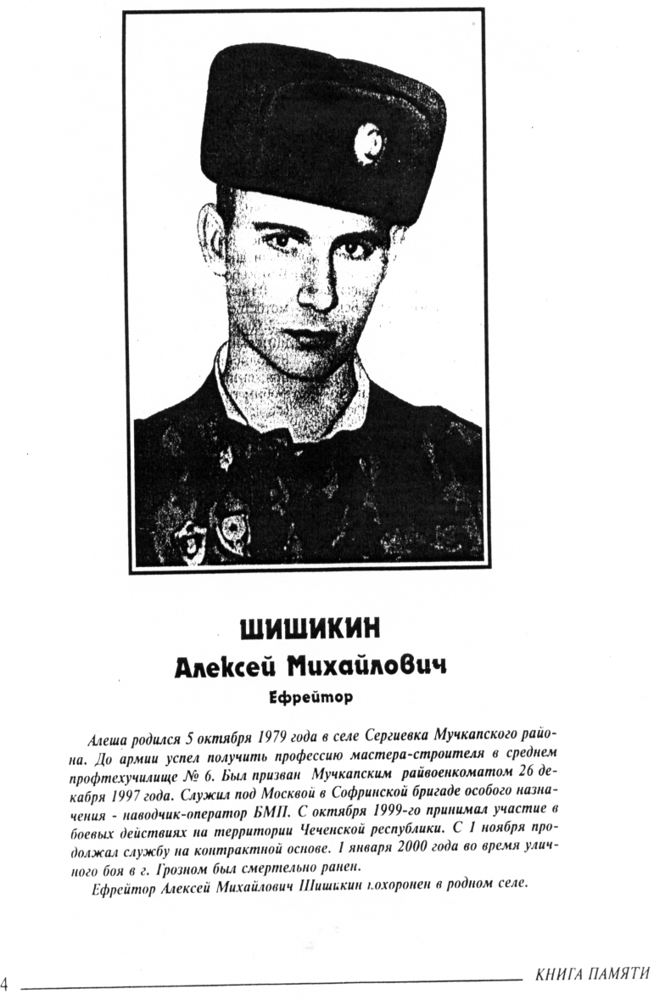 ШИШИКИН
Алексей Михайлович
Ефрейтор
Алеша родился 5 октября 1979 года в селе Сергиевка Мучкапского райо-
на. До армии успел получить профессию мастера-строителя в среднем
профтехучилище № 6. Был призван Мучкапским райвоенкоматом 26 де-
кабря 1997 года. Служил под Москвой в Софринской бригаде особого назна-
чения - наводчик-оператор БМП. С октября 1999-го принимал участие в
боевых действиях на территории Чеченской республики. С 1 ноября про-
должал службу на контрактной основе. 1 января 2000 года во время улич-
ного боя в г. Грозном был смертельно ранен.
Ефрейтор Алексей Михайлович Шишикин похоронен в родном селе.
4
КНИГА ПАМЯТИ